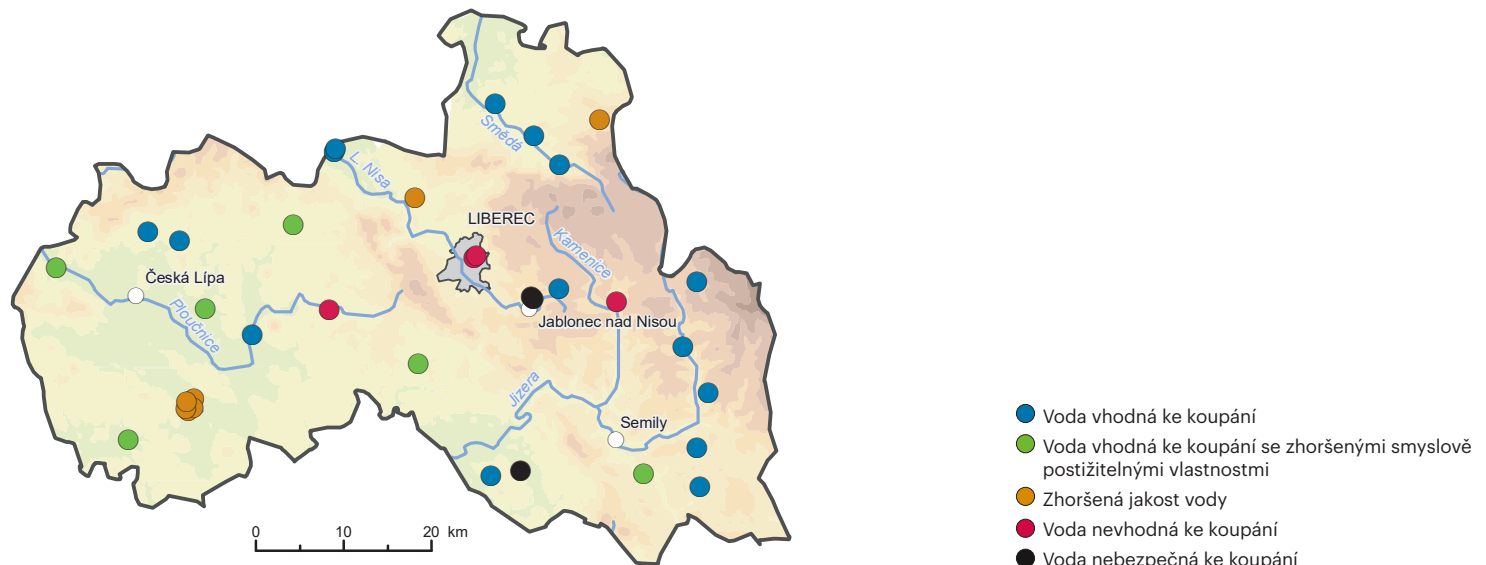 Smědá
L. Nisa
LIBEREC
Kamenice
Česká Lípa
Ploučnice
Jablonec nad Nisou
Jizera
Semily
0 10 20 km
Voda vhodná ke koupání
Voda vhodná ke koupání se zhoršenými smyslově
postižitelnými vlastnostmi
Zhoršená jakost vody
Voda nevhodná ke koupání
Voda nebezpečná ke koupání